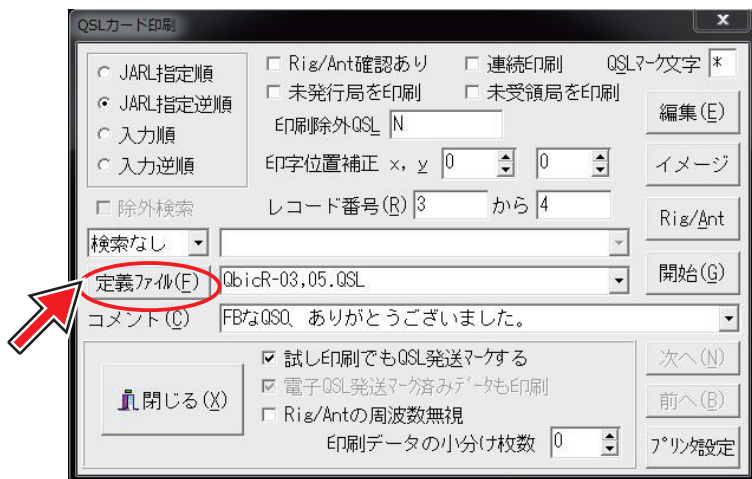 QSLカード印刷
x
JARL指定順
JARL指定逆順
入力順
入力逆順
Rig/Ant確認あり 連続印刷 QSLマーク文字 *
未発行局を印刷 未受領局を印刷
印刷除外QSL N
編集(E)
印字位置補正 x, y 0 0
イメージ
除外検索
レコード番号(R) 3 から 4
Rig/Ant
検索なし
定義ファイル(F) QbicR-03,05.QSL
開始(G)
コメント(C) FBなQSO、ありがとうございました。
試し印刷でもQSL発送マークする
次へ(N)
電子QSL発送マーク済みデータも印刷
閉じる(X)
前へ(B)
Rig/Antの周波数無視
印刷データの小分け枚数 0
プリンタ設定